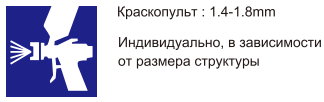 Краскопульт : 1.4-1.8mm
Индивидуально, в зависимости
от размера структуры